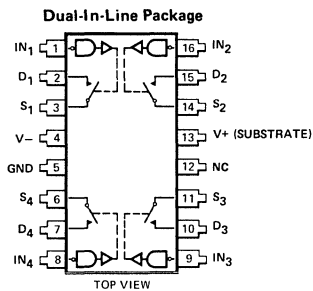 Dual-In-Line Package
IN1 1 16 IN2
D1 2 15 D2
S1 3 14 S2
V− 4 13 V+ (SUBSTRATE)
GND 5 12 NC
S4 6 11 S3
D4 7 10 D3
IN4 8 9 IN3
TOP VIEW